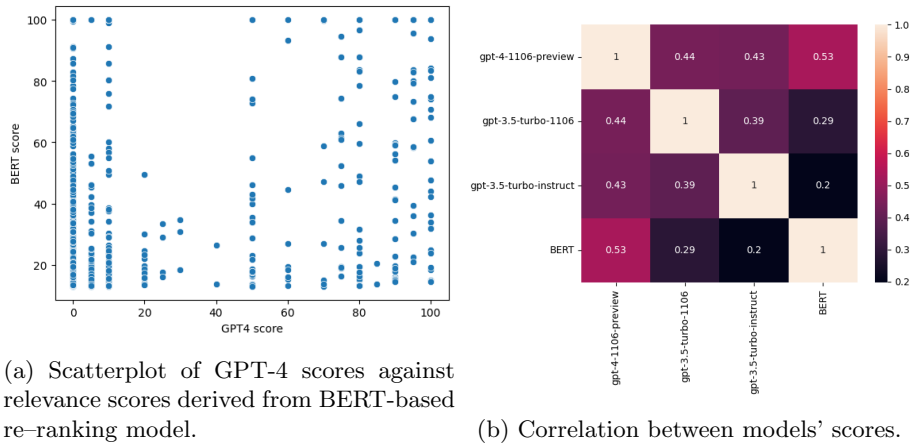 100
80
60
40
20
BERT score
0
20
40
60
80
100
GPT4 score
(a) Scatterplot of GPT-4 scores against
relevance scores derived from BERT-based
re–ranking model.
gpt-4-1106-preview
1
0.44
0.43
0.53
gpt-3.5-turbo-1106
0.44
1
0.39
0.29
gpt-3.5-turbo-instruct
0.43
0.39
1
0.2
BERT
0.53
0.29
0.2
1
gpt-4-1106-preview
gpt-3.5-turbo-1106
gpt-3.5-turbo-instruct
BERT
1.0
0.9
0.8
0.7
0.6
0.5
0.4
0.3
0.2
(b) Correlation between models’ scores.